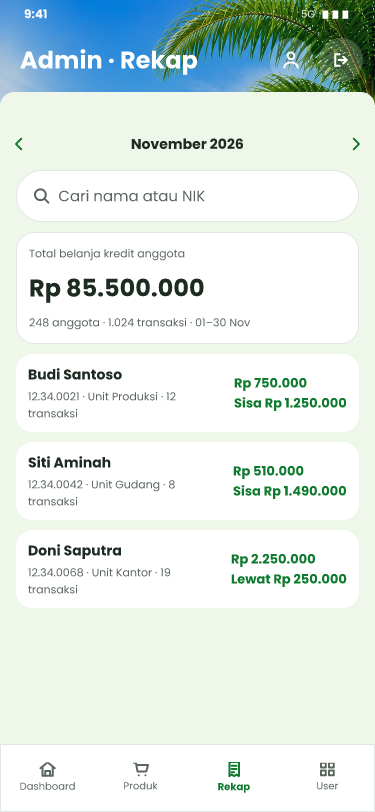 9:41
5G
Admin · Rekap
November 2026
Cari nama atau NIK
Total belanja kredit anggota
Rp 85.500.000
248 anggota · 1.024 transaksi · 01–30 Nov
Budi Santoso
12.34.0021 · Unit Produksi · 12
transaksi
Rp 750.000
Sisa Rp 1.250.000
Siti Aminah
12.34.0042 · Unit Gudang · 8
transaksi
Rp 510.000
Sisa Rp 1.490.000
Doni Saputra
12.34.0068 · Unit Kantor · 19
transaksi
Rp 2.250.000
Lewat Rp 250.000
Dashboard
Produk
Rekap
User